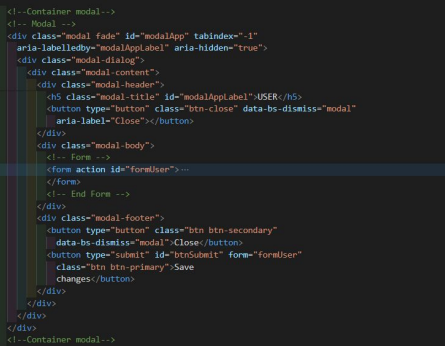 <!--Container modal-->
<!-- Modal -->
<div class="modal fade" id="modalApp" tabindex="-1"
aria-labelledby="modalAppLabel" aria-hidden="true">
<div class="modal-dialog">
<div class="modal-content">
<div class="modal-header">
<h5 class="modal-title" id="modalAppLabel">USER</h5>
<button type="button" class="btn-close" data-bs-dismiss="modal"
aria-label="Close"></button>
</div>
<div class="modal-body">
<!-- Form -->
<form action id="formUser">…
</form>
<!-- End Form -->
</div>
<div class="modal-footer">
<button type="button" class="btn btn-secondary"
data-bs-dismiss="modal">Close</button>
<button type="submit" id="btnSubmit" form="formUser"
class="btn btn-primary">Save
changes</button>
</div>
</div>
</div>
</div>
<!--Container modal-->